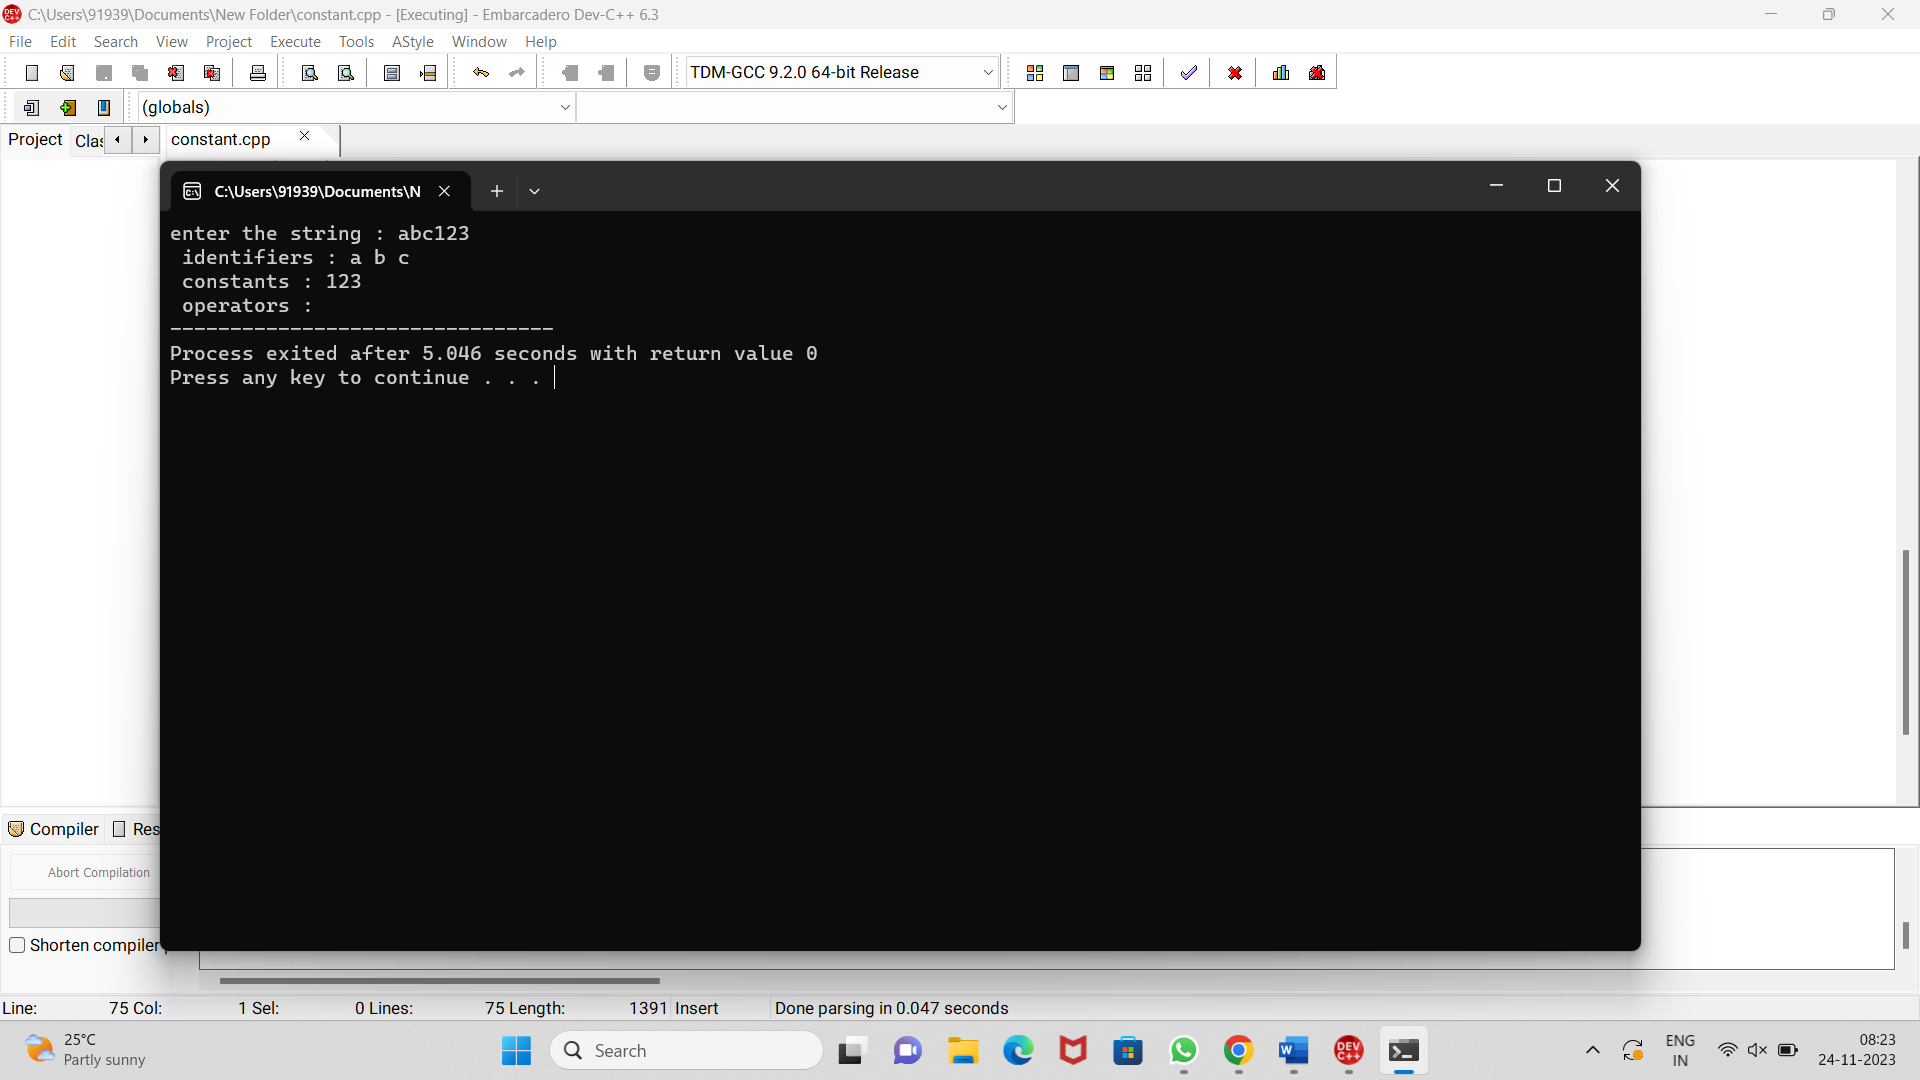 C:\Users\91939\Documents\New Folder\constant.cpp - [Executing] - Embarcadero Dev-C++ 6.3
File Edit Search View Project Execute Tools AStyle Window Help
TDM-GCC 9.2.0 64-bit Release
(globals)
Project Clas constant.cpp
C:\Users\91939\Documents\N
enter the string : abc123
identifiers : a b c
constants : 123
operators :
--------------------------------
Process exited after 5.046 seconds with return value 0
Press any key to continue . . .
Compiler Res
Abort Compilation
Shorten compiler
Line: 75 Col: 1 Sel: 0 Lines: 75 Length: 1391 Insert Done parsing in 0.047 seconds
25°C
Partly sunny
Search
ENG
IN
08:23
24-11-2023